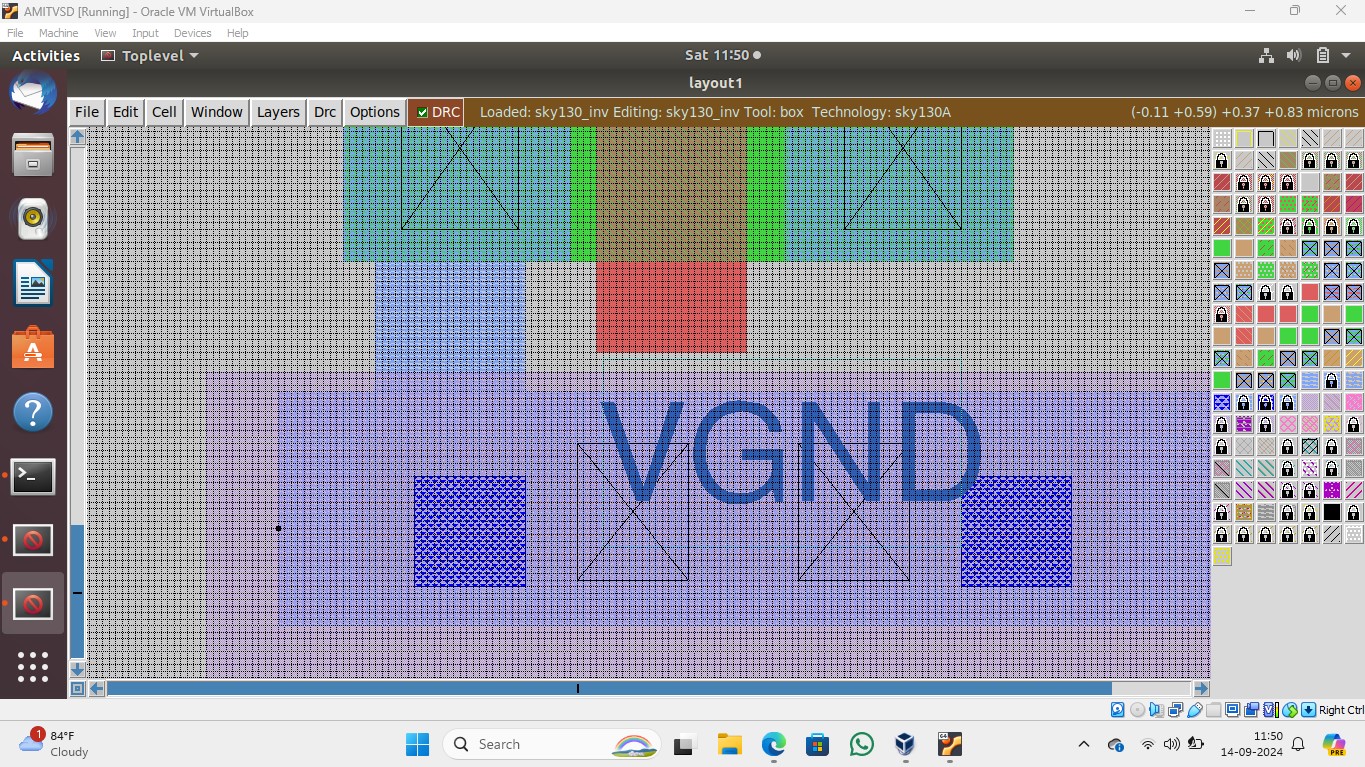 AMITVSD [Running] - Oracle VM VirtualBox
File Machine View Input Devices Help
Activities Toplevel Sat 11:50
layout1
File Edit Cell Window Layers Drc Options DRC Loaded: sky130_inv Editing: sky130_inv Tool: box Technology: sky130A (-0.11 +0.59) +0.37 +0.83 microns
VGND
Right Ctrl
1
84°F
Cloudy
Search
11:50
14-09-2024
PRE